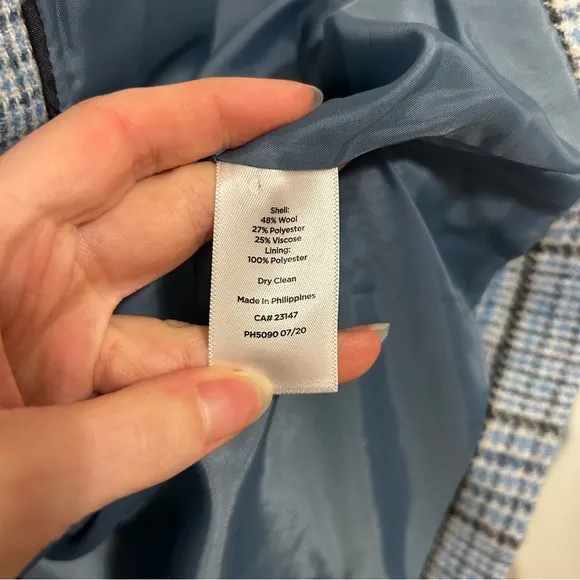 Shell:
48% Wool
27% Polyester
25% Viscose
Lining:
100% Polyester
Dry Clean
Made In Philippines
CA# 23147
PH5090 07/20